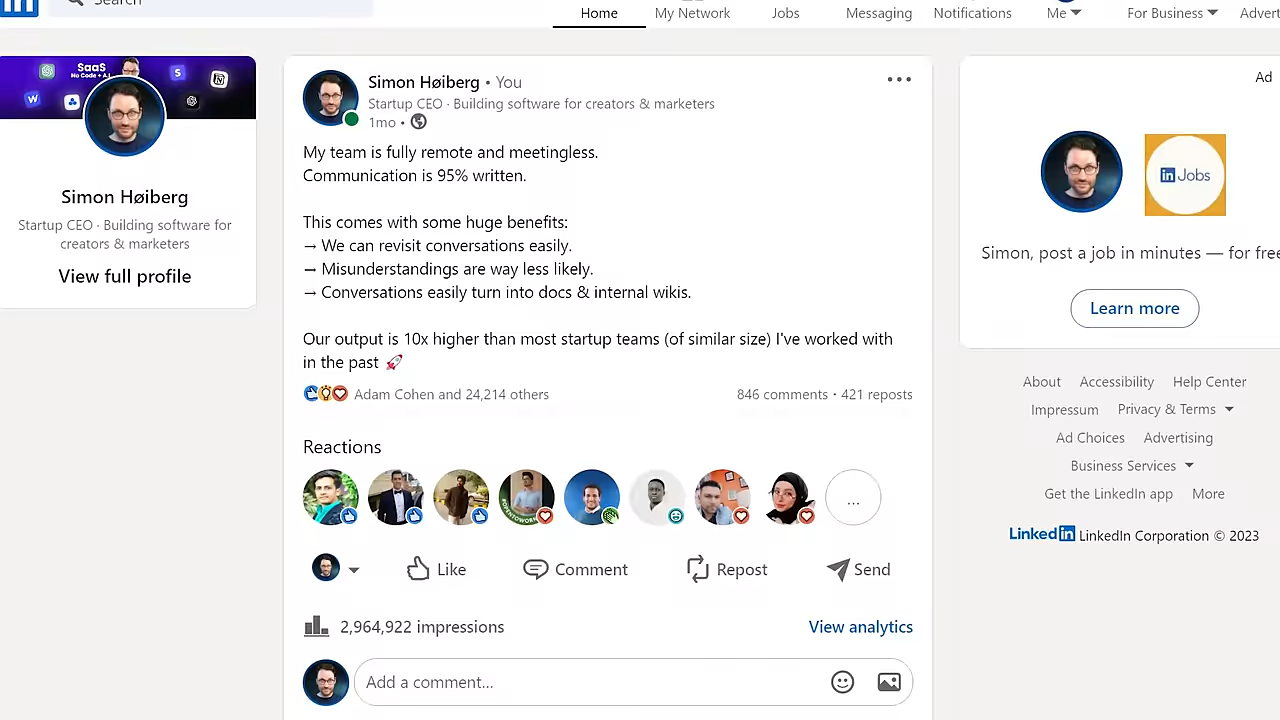 in
Search
Home
My Network
Jobs
Messaging
Notifications
Me
For Business
Advert
SaaS
No Code + A.I.
S
W
Simon Høiberg
Startup CEO · Building software for
creators & marketers
View full profile
Simon Høiberg • You
Startup CEO · Building software for creators & marketers
1mo •
My team is fully remote and meetingless.
Communication is 95% written.
This comes with some huge benefits:
→ We can revisit conversations easily.
→ Misunderstandings are way less likely.
→ Conversations easily turn into docs & internal wikis.
Our output is 10x higher than most startup teams (of similar size) I've worked with
in the past 🚀
Adam Cohen and 24,214 others
846 comments • 421 reposts
Reactions
#OPENTOWORK
...
Like
Comment
Repost
Send
2,964,922 impressions
View analytics
Add a comment...
Ad
in Jobs
Simon, post a job in minutes — for free
Learn more
About
Accessibility
Help Center
Impressum
Privacy & Terms
Ad Choices
Advertising
Business Services
Get the LinkedIn app
More
LinkedIn LinkedIn Corporation © 2023